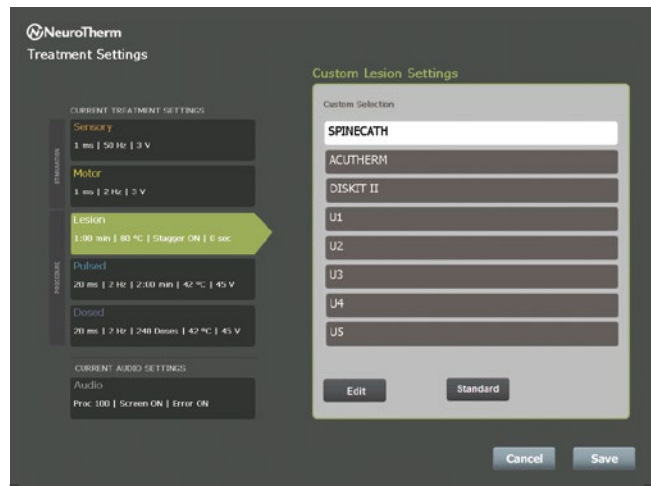 NeuroTherm
Treatment Settings
Custom Lesion Settings
CURRENT TREATMENT SETTINGS
STIMULATION
Sensory
1 ms | 50 Hz | 3 V
Motor
1 ms | 2 Hz | 3 V
PROCEDURE
Lesion
1:00 min | 80 °C | Stagger ON | 0 sec
Pulsed
20 ms | 2 Hz | 2:00 min | 42 °C | 45 V
Dosed
20 ms | 2 Hz | 240 Doses | 42 °C | 45 V
CURRENT AUDIO SETTINGS
Audio
Proc 100 | Screen ON | Error ON
Custom Selection
SPINECATH
ACUTHERM
DISKIT II
U1
U2
U3
U4
U5
Edit
Standard
Cancel
Save